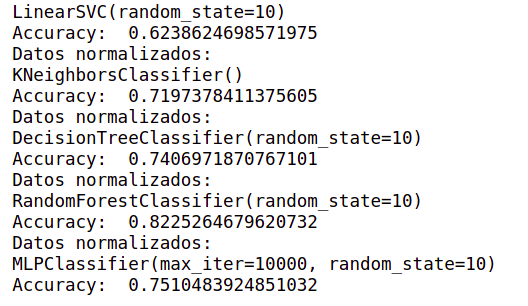 LinearSVC(random_state=10)
Accuracy:  0.6238624698571975
Datos normalizados:
KNeighborsClassifier()
Accuracy:  0.7197378411375605
Datos normalizados:
DecisionTreeClassifier(random_state=10)
Accuracy:  0.7406971870767101
Datos normalizados:
RandomForestClassifier(random_state=10)
Accuracy:  0.8225264679620732
Datos normalizados:
MLPClassifier(max_iter=10000, random_state=10)
Accuracy:  0.7510483924851032